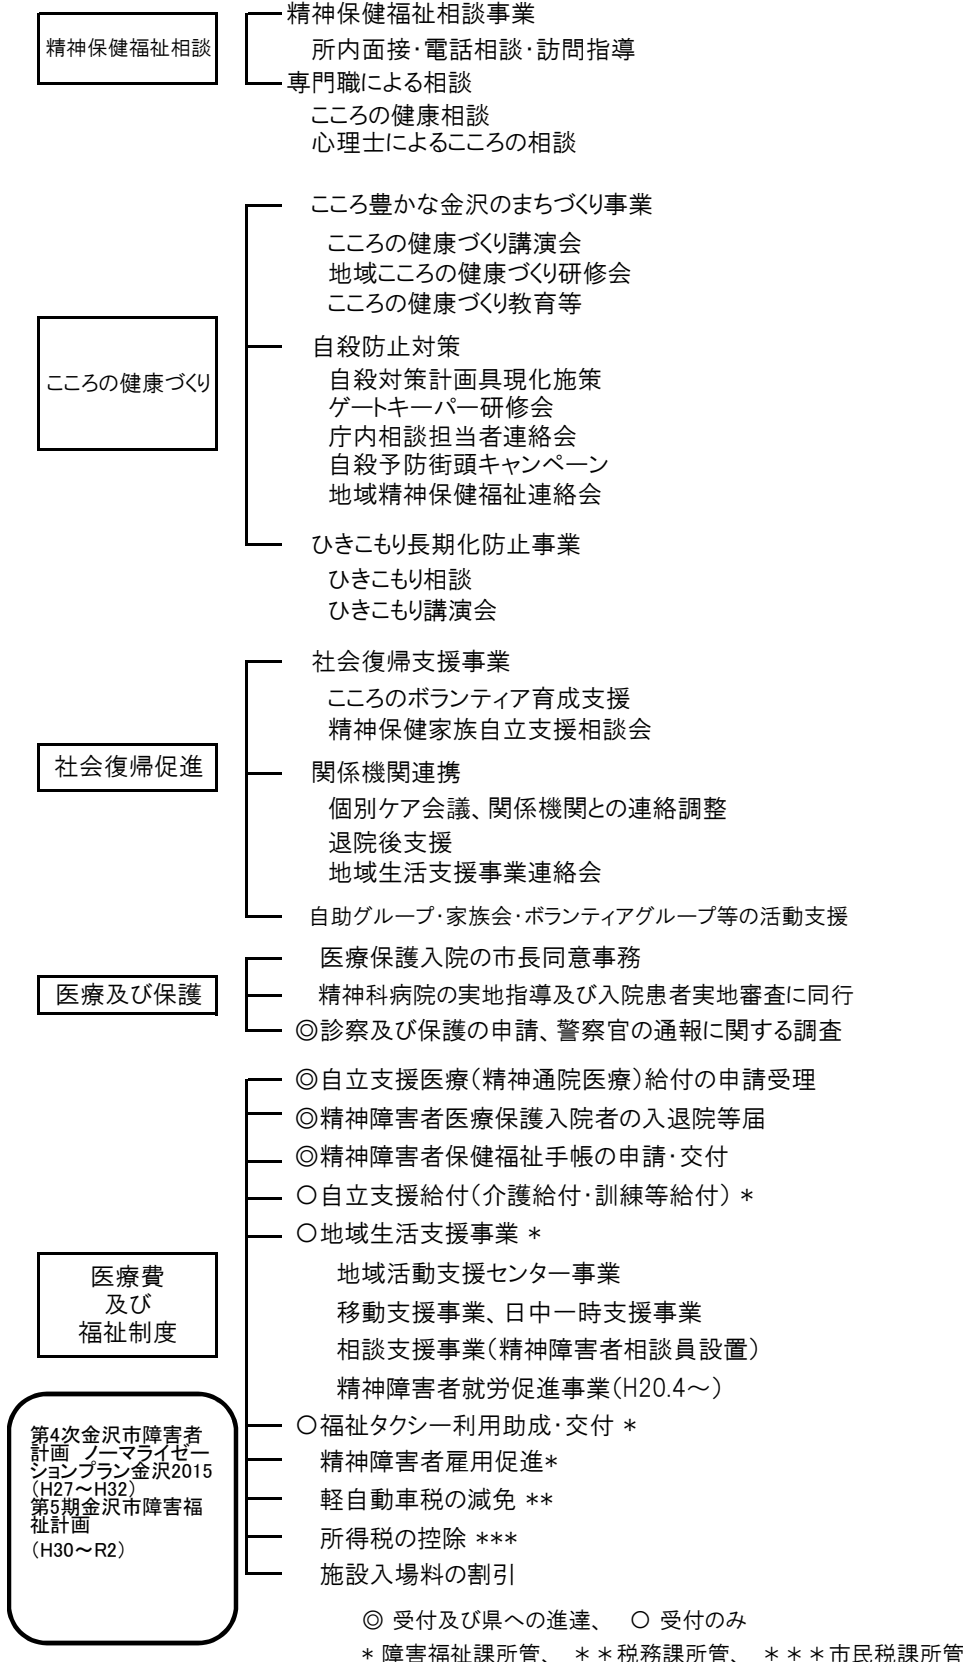 精神保健福祉相談
精神保健福祉相談事業
所内面接・電話相談・訪問指導
専門職による相談
こころの健康相談
心理士によるこころの相談
こころの健康づくり
こころ豊かな金沢のまちづくり事業
こころの健康づくり講演会
地域こころの健康づくり研修会
こころの健康づくり教育等
自殺防止対策
自殺対策計画具現化施策
ゲートキーパー研修会
庁内相談担当者連絡会
自殺予防街頭キャンペーン
地域精神保健福祉連絡会
ひきこもり長期化防止事業
ひきこもり相談
ひきこもり講演会
社会復帰促進
社会復帰支援事業
こころのボランティア育成支援
精神保健家族自立支援相談会
関係機関連携
個別ケア会議、関係機関との連絡調整
退院後支援
地域生活支援事業連絡会
自助グループ・家族会・ボランティアグループ等の活動支援
医療及び保護
医療保護入院の市長同意事務
精神科病院の実地指導及び入院患者実地審査に同行
◎診察及び保護の申請、警察官の通報に関する調査
医療費
及び
福祉制度
◎自立支援医療（精神通院医療）給付の申請受理
◎精神障害者医療保護入院者の入退院等届
◎精神障害者保健福祉手帳の申請・交付
○自立支援給付（介護給付・訓練等給付） *
○地域生活支援事業 *
地域活動支援センター事業
移動支援事業、日中一時支援事業
相談支援事業（精神障害者相談員設置）
精神障害者就労促進事業（H20.4～）
○福祉タクシー利用助成・交付 *
精神障害者雇用促進*
軽自動車税の減免 **
所得税の控除 ***
施設入場料の割引
第4次金沢市障害者
計画 ノーマライゼー
ションプラン金沢2015
（H27～H32）
第5期金沢市障害福
祉計画
（H30～R2）
◎ 受付及び県への進達、 ○ 受付のみ
* 障害福祉課所管、 ＊＊税務課所管、 ＊＊＊市民税課所管